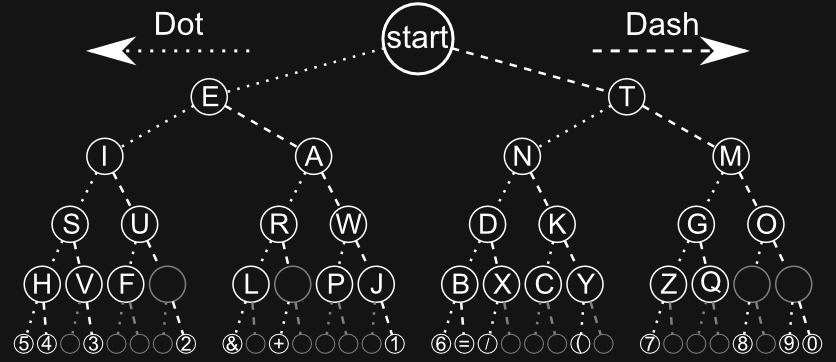 Dot start Dash
E T
I A N M
S U R W D K G O
H V F L P J B X C Y Z Q
5 4 3 2 & + 1 6 = / ( 7 8 9 0